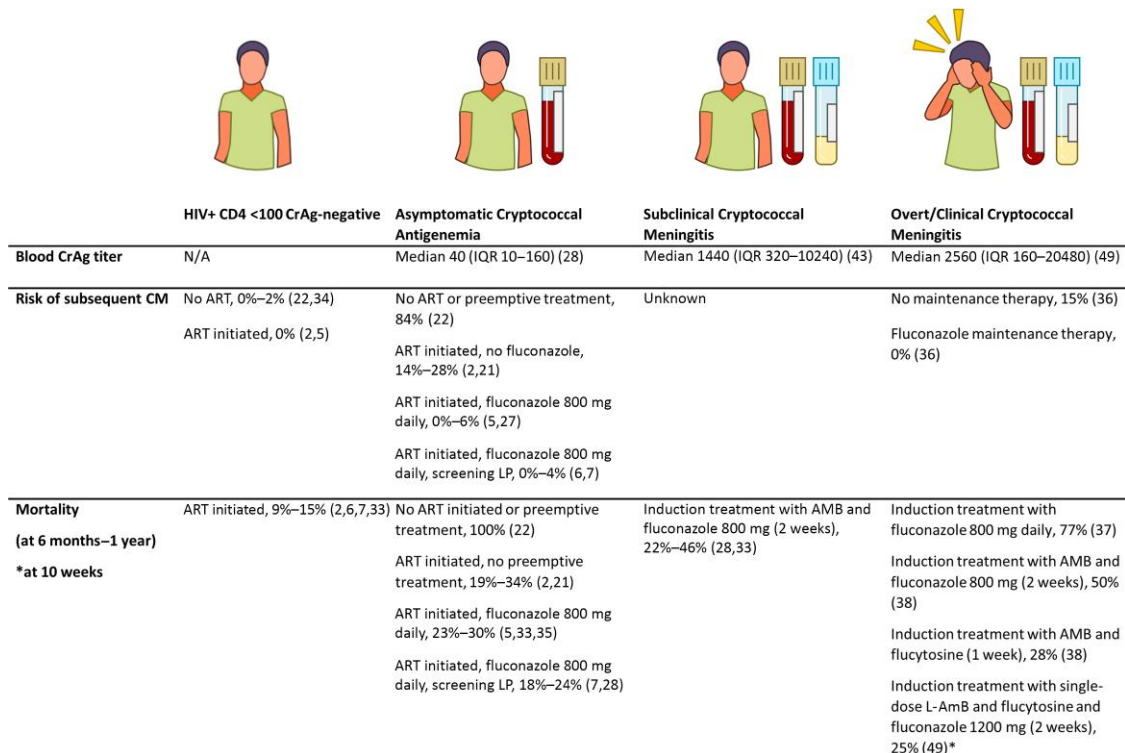 HIV+ CD4 <100 CrAg-negative
Asymptomatic Cryptococcal
Antigenemia
Subclinical Cryptococcal
Meningitis
Overt/Clinical Cryptococcal
Meningitis
Blood CrAg titer
N/A
Median 40 (IQR 10–160) (28)
Median 1440 (IQR 320–10240) (43)
Median 2560 (IQR 160–20480) (49)
Risk of subsequent CM
No ART, 0%–2% (22,34)
ART initiated, 0% (2,5)
No ART or preemptive treatment,
84% (22)
ART initiated, no fluconazole,
14%–28% (2,21)
ART initiated, fluconazole 800 mg
daily, 0%–6% (5,27)
ART initiated, fluconazole 800 mg
daily, screening LP, 0%–4% (6,7)
Unknown
No maintenance therapy, 15% (36)
Fluconazole maintenance therapy,
0% (36)
Mortality
(at 6 months–1 year)
*at 10 weeks
ART initiated, 9%–15% (2,6,7,33)
No ART initiated or preemptive
treatment, 100% (22)
ART initiated, no preemptive
treatment, 19%–34% (2,21)
ART initiated, fluconazole 800 mg
daily, 23%–30% (5,33,35)
ART initiated, fluconazole 800 mg
daily, screening LP, 18%–24% (7,28)
Induction treatment with AMB and
fluconazole 800 mg (2 weeks),
22%–46% (28,33)
Induction treatment with
fluconazole 800 mg daily, 77% (37)
Induction treatment with AMB and
fluconazole 800 mg (2 weeks), 50%
(38)
Induction treatment with AMB and
flucytosine (1 week), 28% (38)
Induction treatment with single-
dose L-AmB and flucytosine and
fluconazole 1200 mg (2 weeks),
25% (49)*